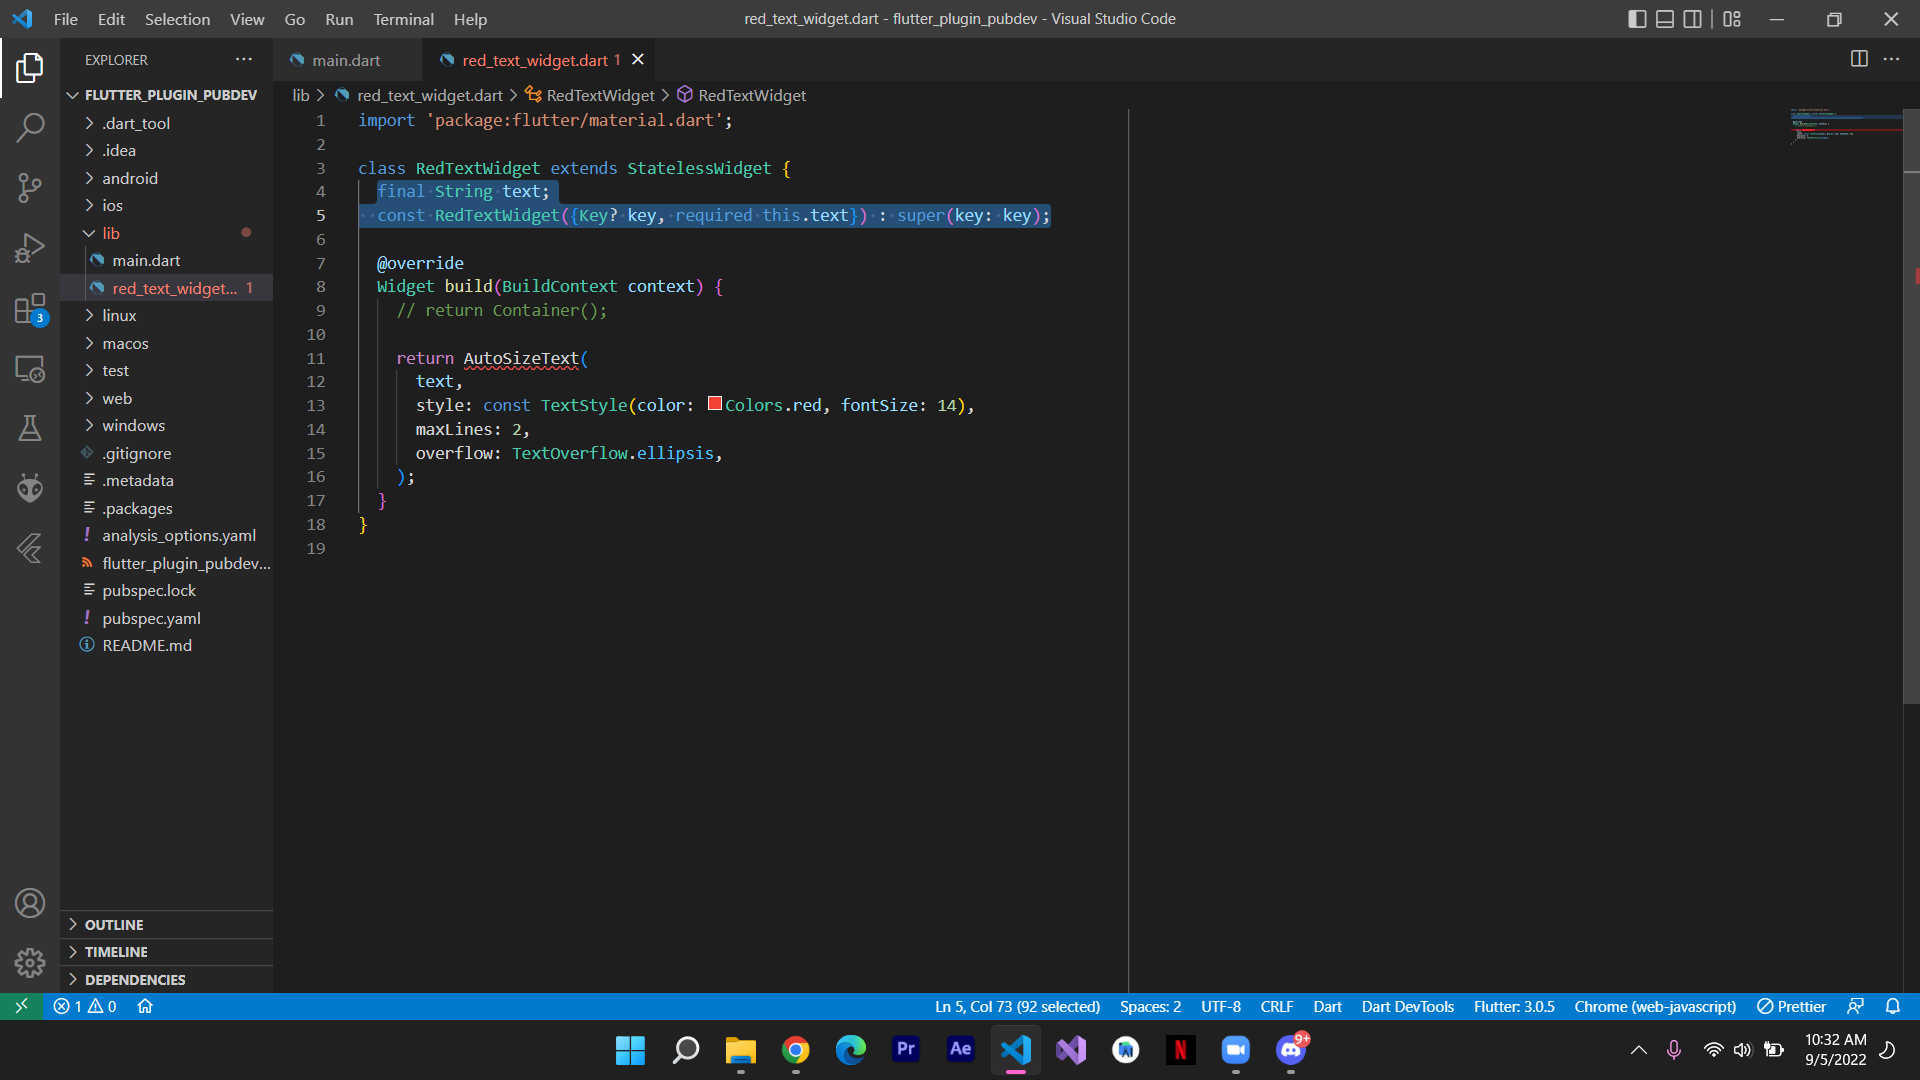 File Edit Selection View Go Run Terminal Help
red_text_widget.dart - flutter_plugin_pubdev - Visual Studio Code
EXPLORER
main.dart
red_text_widget.dart 1
FLUTTER_PLUGIN_PUBDEV
.dart_tool
.idea
android
ios
lib
main.dart
red_text_widget... 1
linux
macos
test
web
windows
.gitignore
.metadata
.packages
analysis_options.yaml
flutter_plugin_pubdev...
pubspec.lock
pubspec.yaml
README.md
3
OUTLINE
TIMELINE
DEPENDENCIES
lib > red_text_widget.dart > RedTextWidget > RedTextWidget
1 import 'package:flutter/material.dart';
2
3 class RedTextWidget extends StatelessWidget {
4 final String text;
5 const RedTextWidget({Key? key, required this.text}) : super(key: key);
6
7 @override
8 Widget build(BuildContext context) {
9 // return Container();
10
11 return AutoSizeText(
12 text,
13 style: const TextStyle(color: Colors.red, fontSize: 14),
14 maxLines: 2,
15 overflow: TextOverflow.ellipsis,
16 );
17 }
18 }
19
1 0
Ln 5, Col 73 (92 selected) Spaces: 2 UTF-8 CRLF Dart Dart DevTools Flutter: 3.0.5 Chrome (web-javascript) Prettier
Pr
Ae
N
9+
10:32 AM
9/5/2022